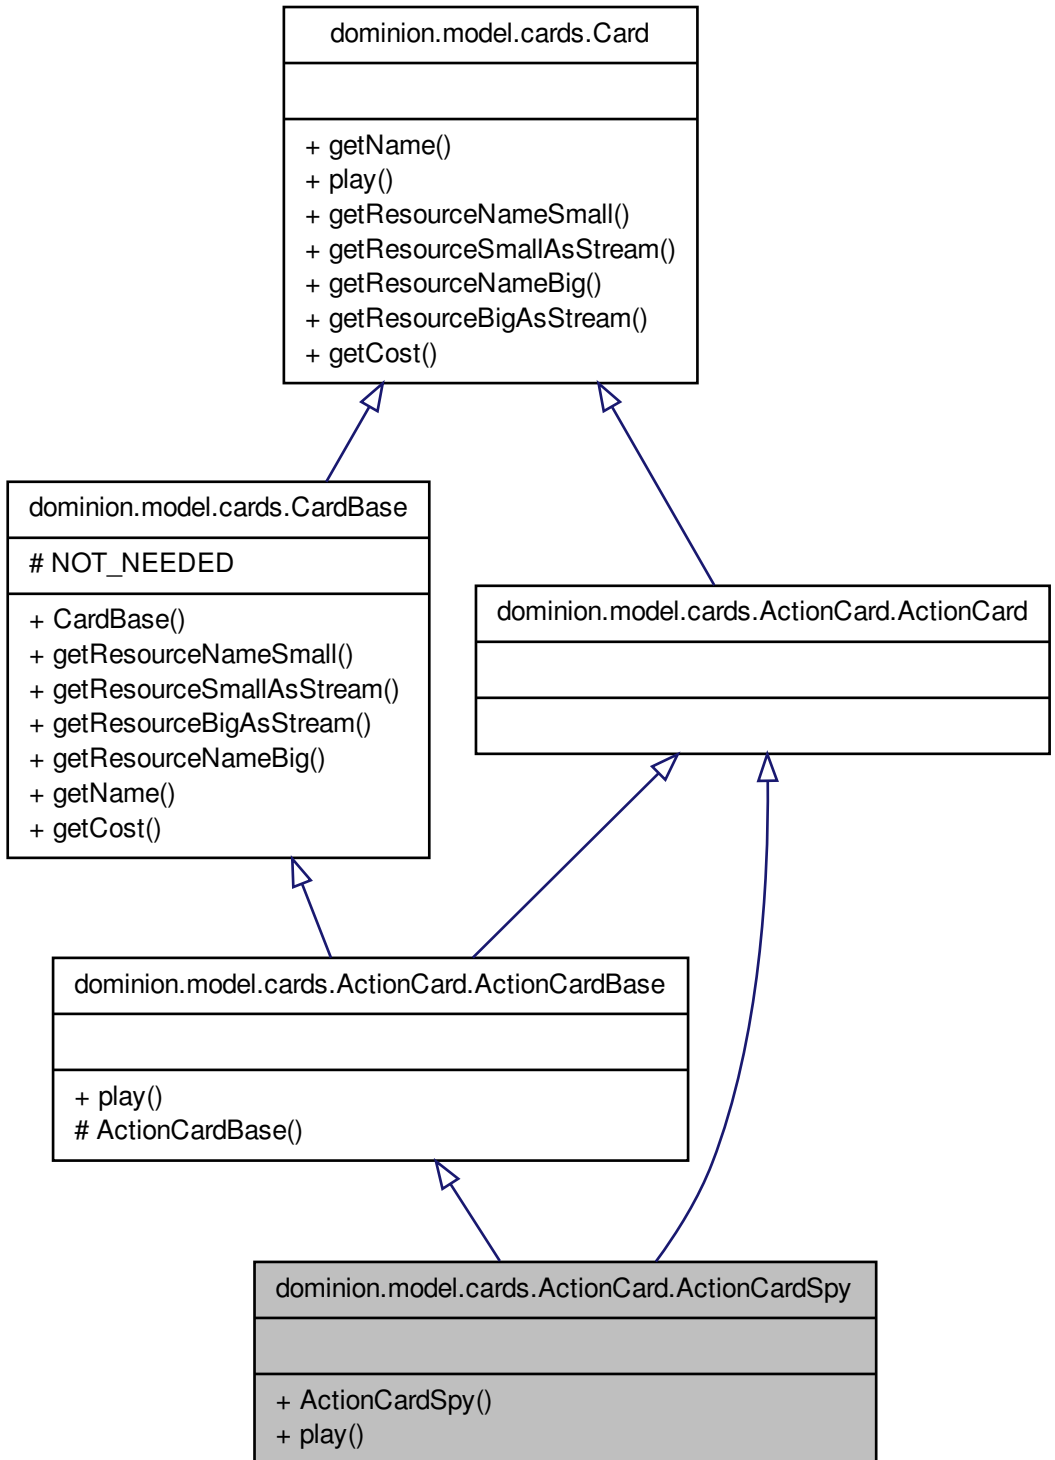 dominion.model.cards.Card
+ getName()
+ play()
+ getResourceNameSmall()
+ getResourceSmallAsStream()
+ getResourceNameBig()
+ getResourceBigAsStream()
+ getCost()
dominion.model.cards.CardBase
# NOT_NEEDED
+ CardBase()
+ getResourceNameSmall()
+ getResourceSmallAsStream()
+ getResourceBigAsStream()
+ getResourceNameBig()
+ getName()
+ getCost()
dominion.model.cards.ActionCard.ActionCard
dominion.model.cards.ActionCard.ActionCardBase
+ play()
# ActionCardBase()
dominion.model.cards.ActionCard.ActionCardSpy
+ ActionCardSpy()
+ play()